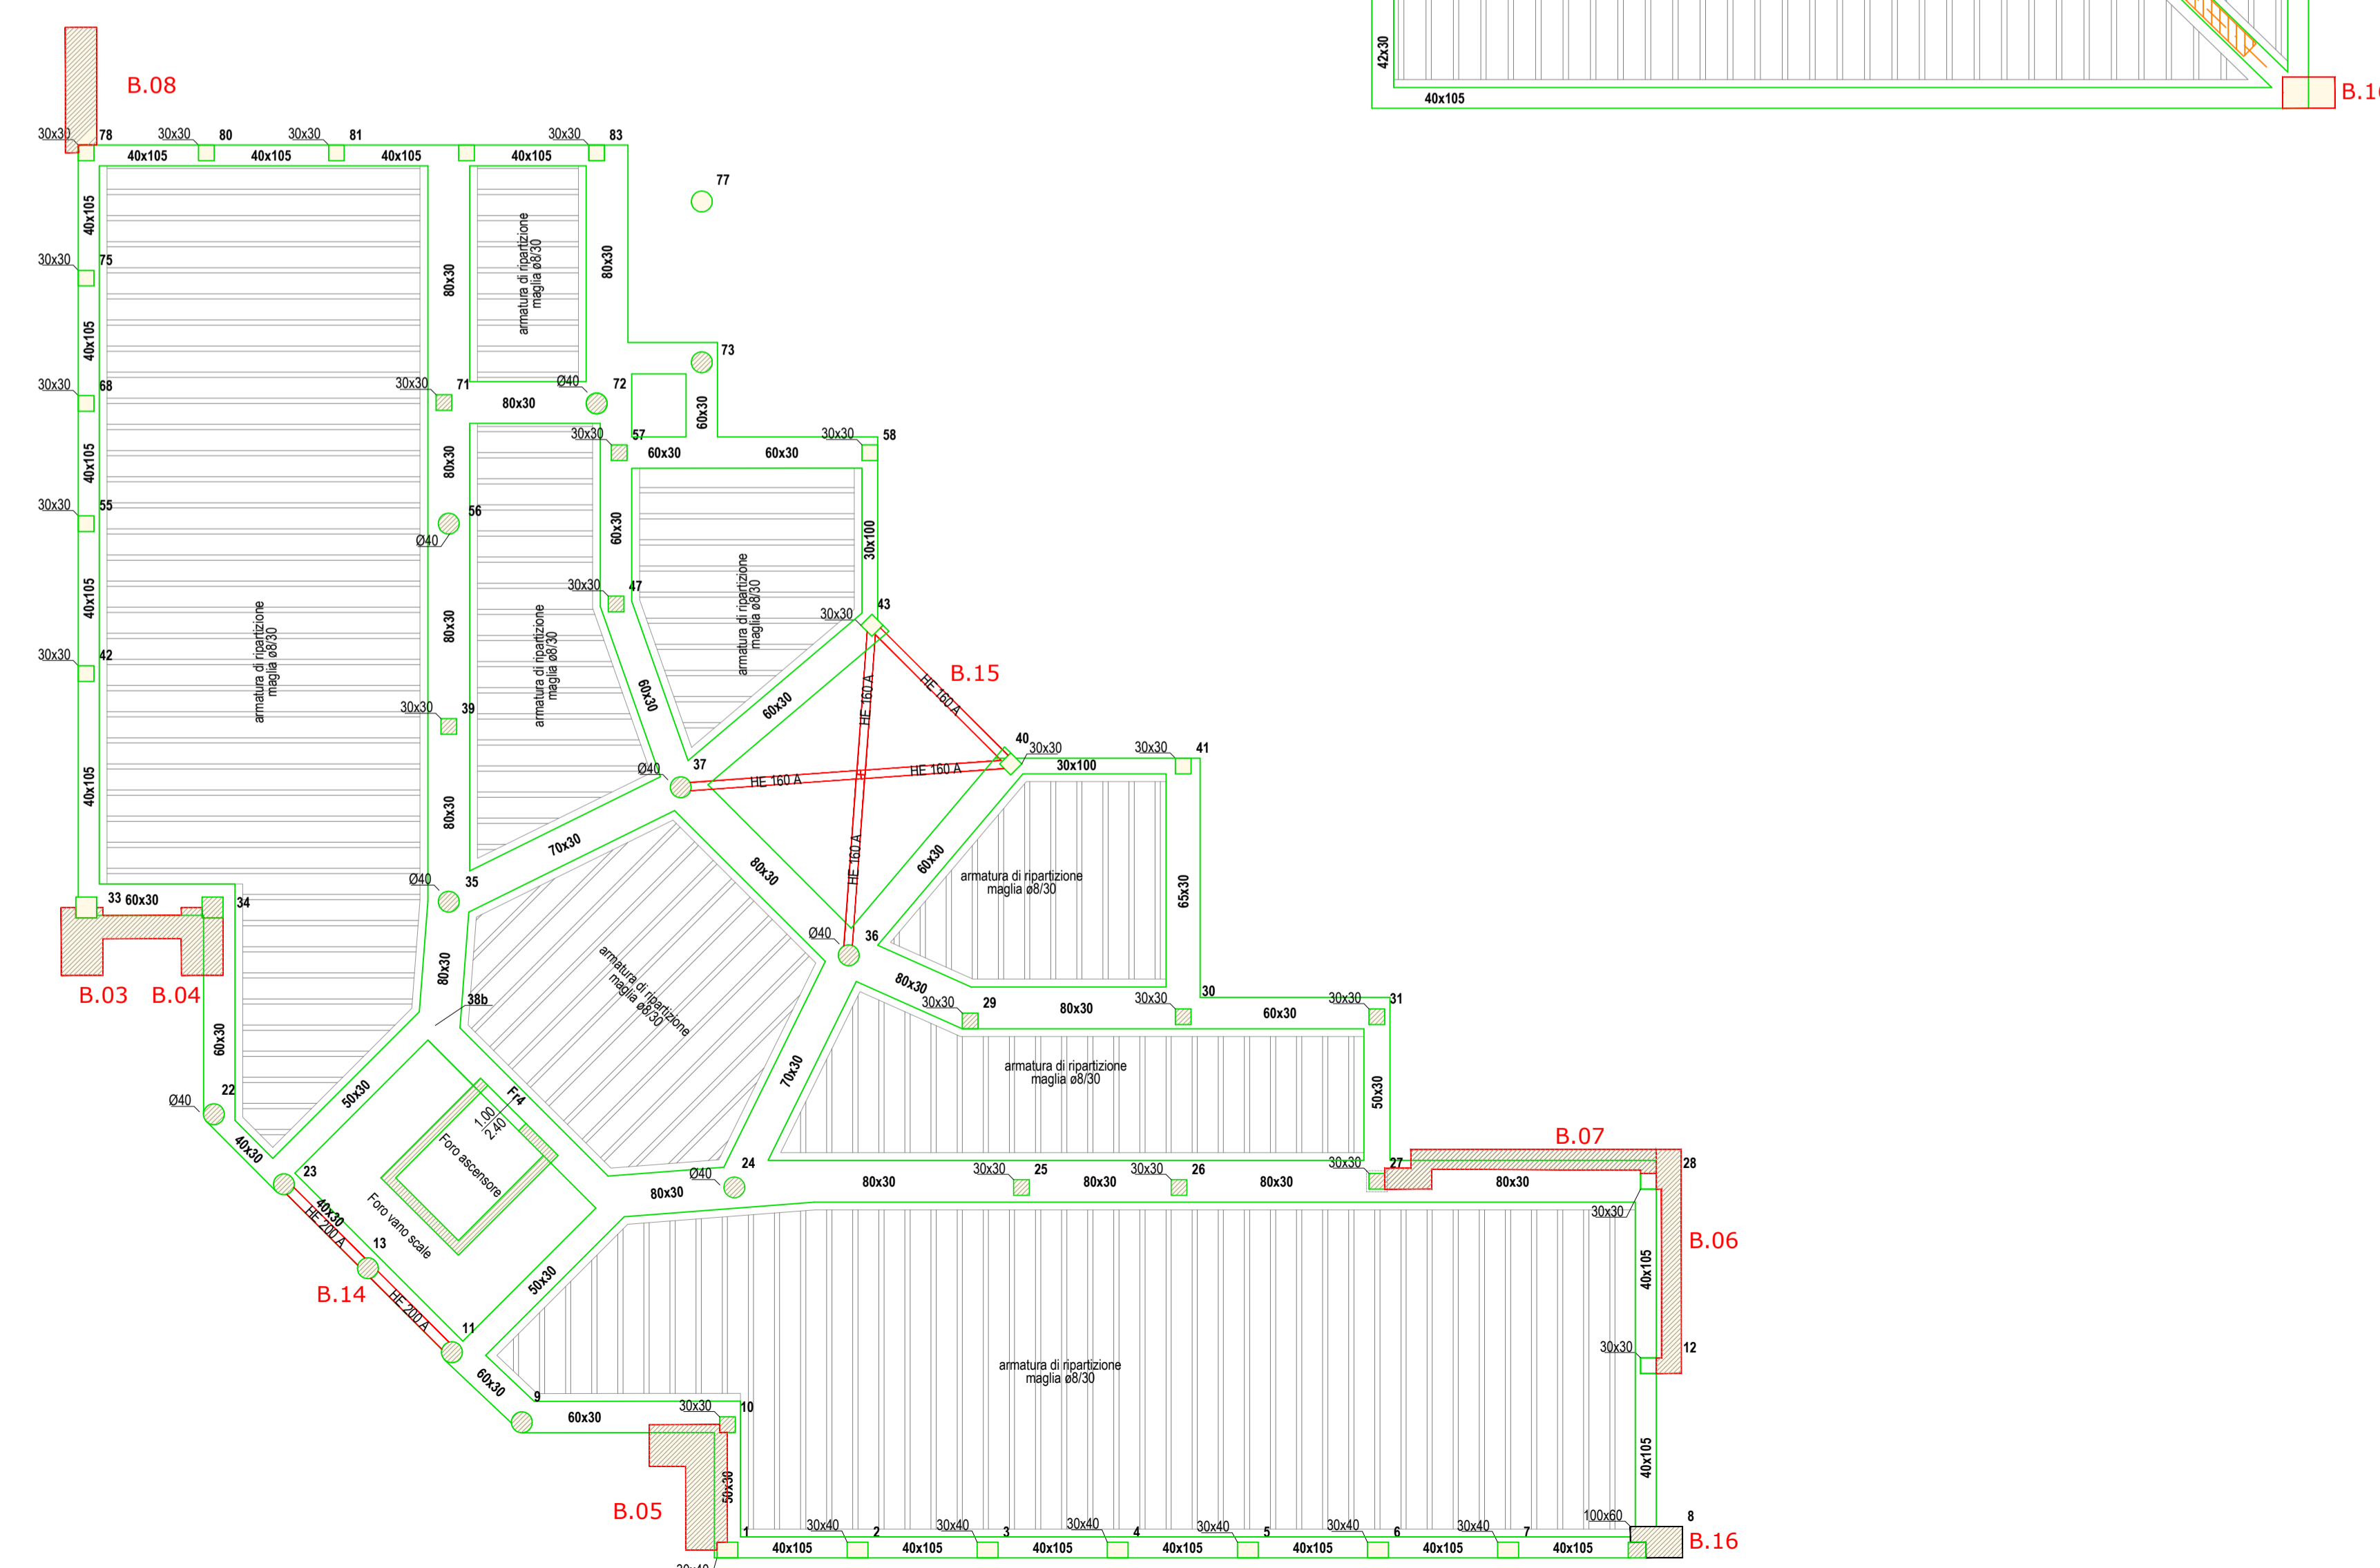 42x30
40x105
B.08
30x30
78
30x30
80
30x30
81
30x30
83
40x105
40x105
40x105
40x105
77
40x105
armatura di ripartizione
maglia ø8/30
80x30
80x30
30x30
75
40x105
73
30x30
68
30x30
71
Ø40
72
80x30
60x30
30x30
57
30x30
58
60x30
60x30
40x105
80x30
30x30
55
56
Ø40
60x30
30x100
30x30
47
armatura di ripartizione
maglia ø8/30
30x30
43
40x105
armatura di ripartizione
maglia ø8/30
80x30
armatura di ripartizione
maglia ø8/30
30x30
42
B.15
HE 160 A
HE 160 A
60x30
60x30
30x30
39
40
30x30
30x30
41
37
Ø40
HE 160 A
HE 160 A
30x100
40x105
80x30
70x30
80x30
HE 160 A
60x30
armatura di ripartizione
maglia ø8/30
65x30
Ø40
35
33
60x30
34
Ø40
36
80x30
armatura di ripartizione
maglia ø8/30
80x30
B.03
B.04
38b
30x30
29
80x30
30x30
30
60x30
30x30
31
60x30
armatura di ripartizione
maglia ø8/30
70x30
50x30
22
Ø40
50x30
Fr4
1.00
2.40
Foro ascensore
40x30
23
Foro vano scale
40x30
HE 200 A
13
B.14
HE 200 A
11
24
Ø40
80x30
80x30
30x30
25
80x30
30x30
26
80x30
30x30
27
B.07
80x30
28
30x30
B.06
40x105
50x30
30x30
12
60x30
9
60x30
30x30
10
armatura di ripartizione
maglia ø8/30
40x105
50x30
B.05
1
30x40
2
30x40
3
30x40
4
30x40
5
30x40
6
30x40
7
100x60
8
B.16
40x105
40x105
40x105
40x105
40x105
40x105
40x105